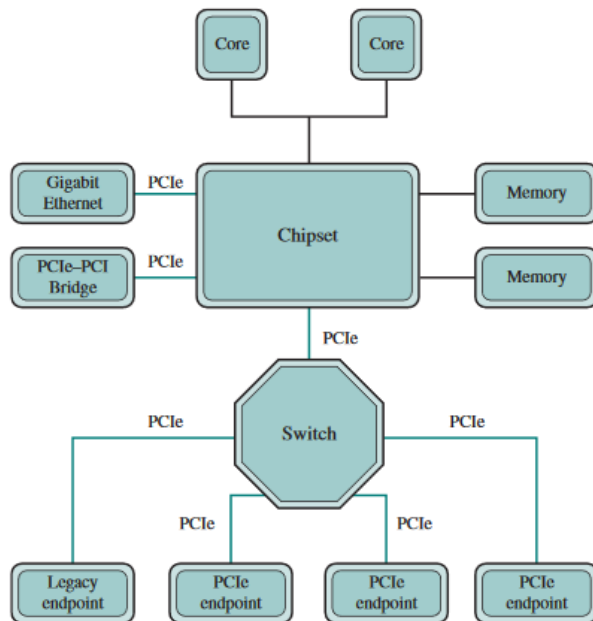 Core
Core
Gigabit
Ethernet
PCIe
Chipset
Memory
PCIe–PCI
Bridge
PCIe
Memory
PCIe
PCIe
Switch
PCIe
PCIe
PCIe
Legacy
endpoint
PCIe
endpoint
PCIe
endpoint
PCIe
endpoint